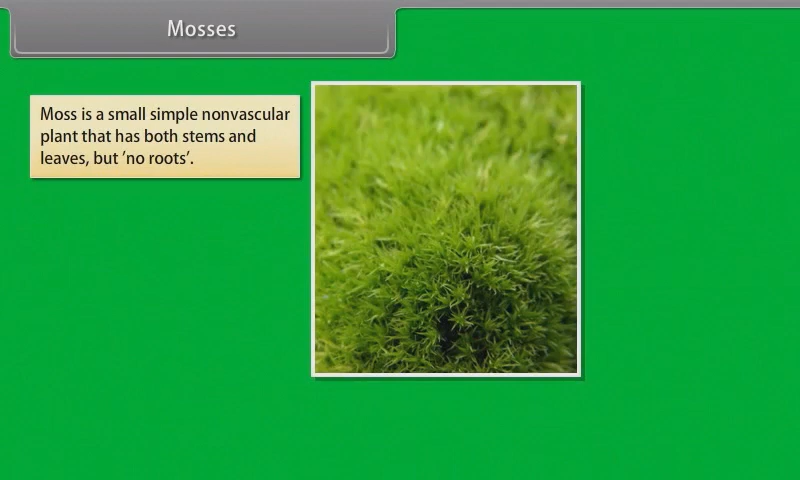 Mosses
Moss is a small simple nonvascular
plant that has both stems and
leaves, but ‘no roots’.